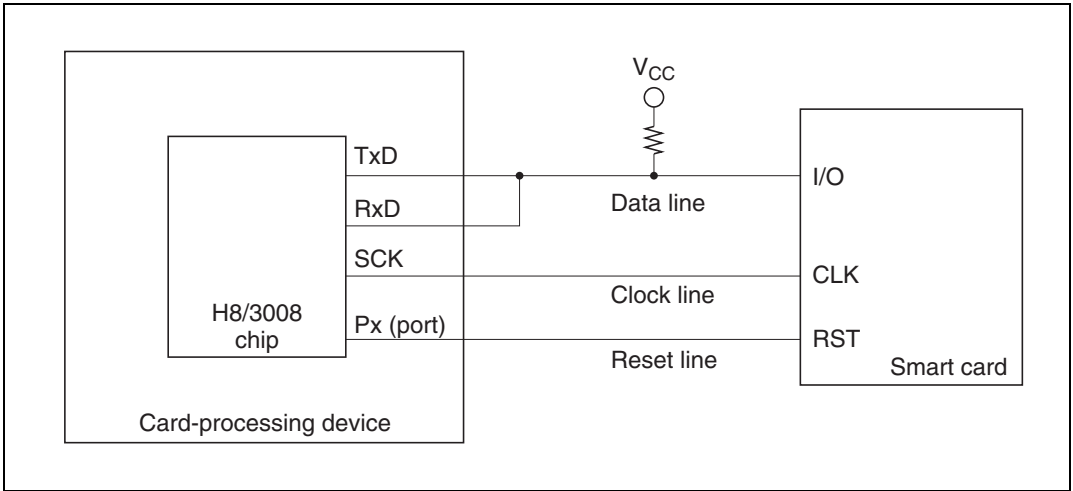 VCC
TxD
I/O
RxD
Data line
SCK
CLK
Clock line
H8/3008
chip
Px (port)
RST
Reset line
Smart card
Card-processing device